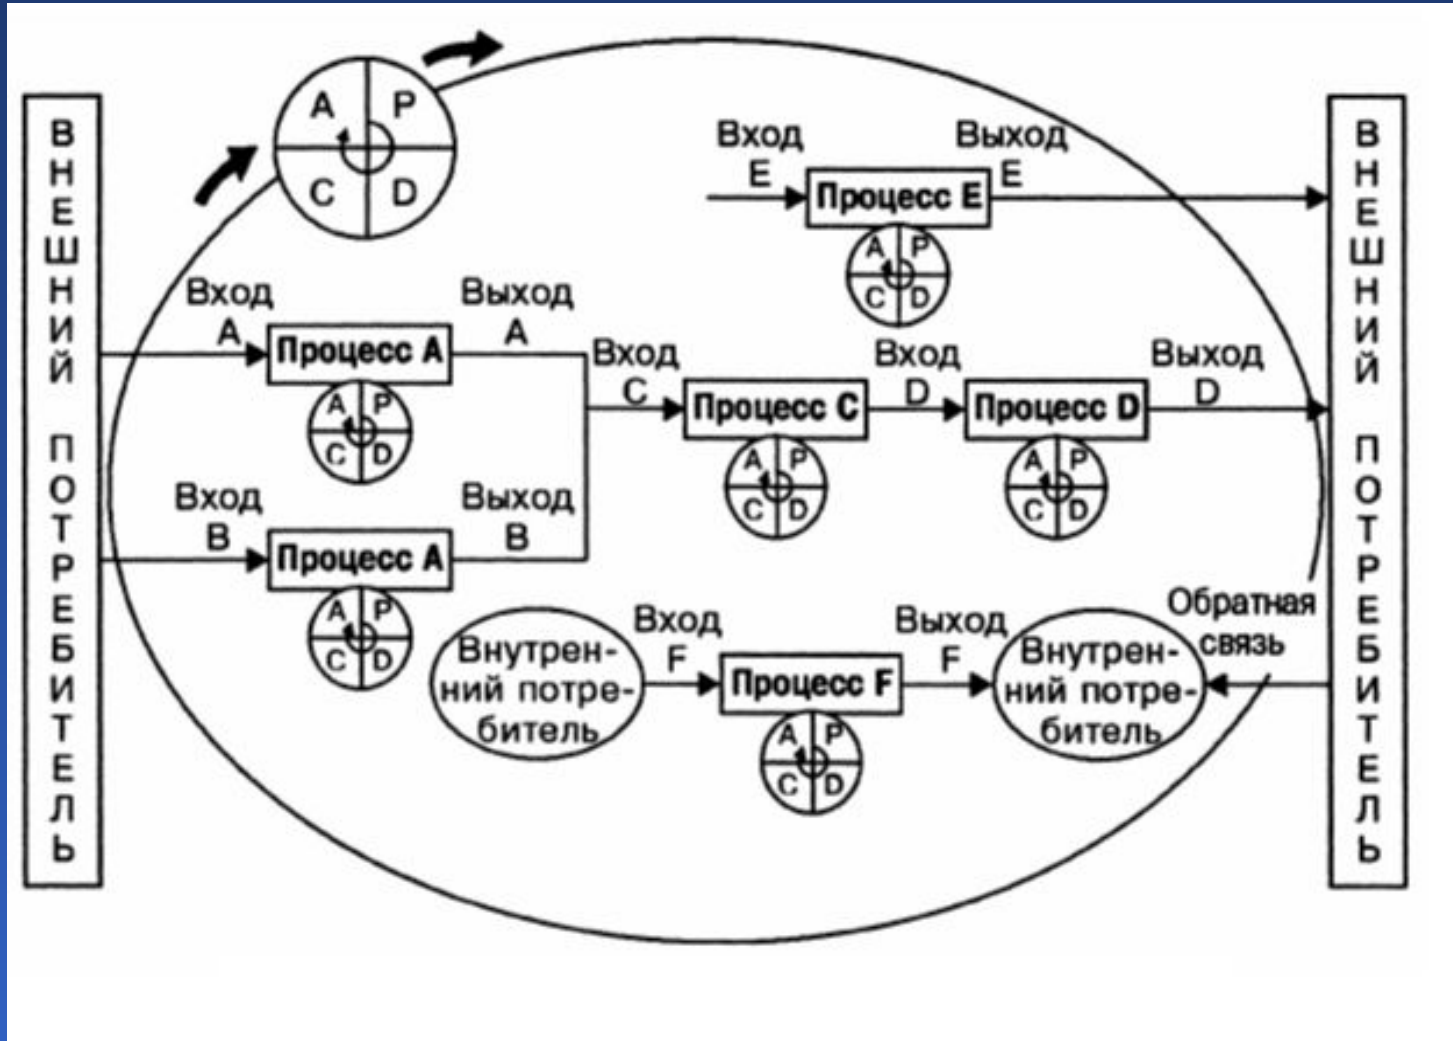 ВНЕШНИЙ ПОТРЕБИТЕЛЬ
A P
C D
Вход
E
Выход
E
Процесс E
A P
C D
Вход
A
Процесс A
Выход
A
A P
C D
Вход
C
Процесс C
A P
C D
Вход
D
Процесс D
A P
C D
Выход
D
Вход
B
Процесс A
Выход
B
A P
C D
Внутрен-
ний потре-
битель
Вход
F
Процесс F
A P
C D
Выход
F
Внутрен-
ний потре-
битель
Обратная
связь
ВНЕШНИЙ ПОТРЕБИТЕЛЬ